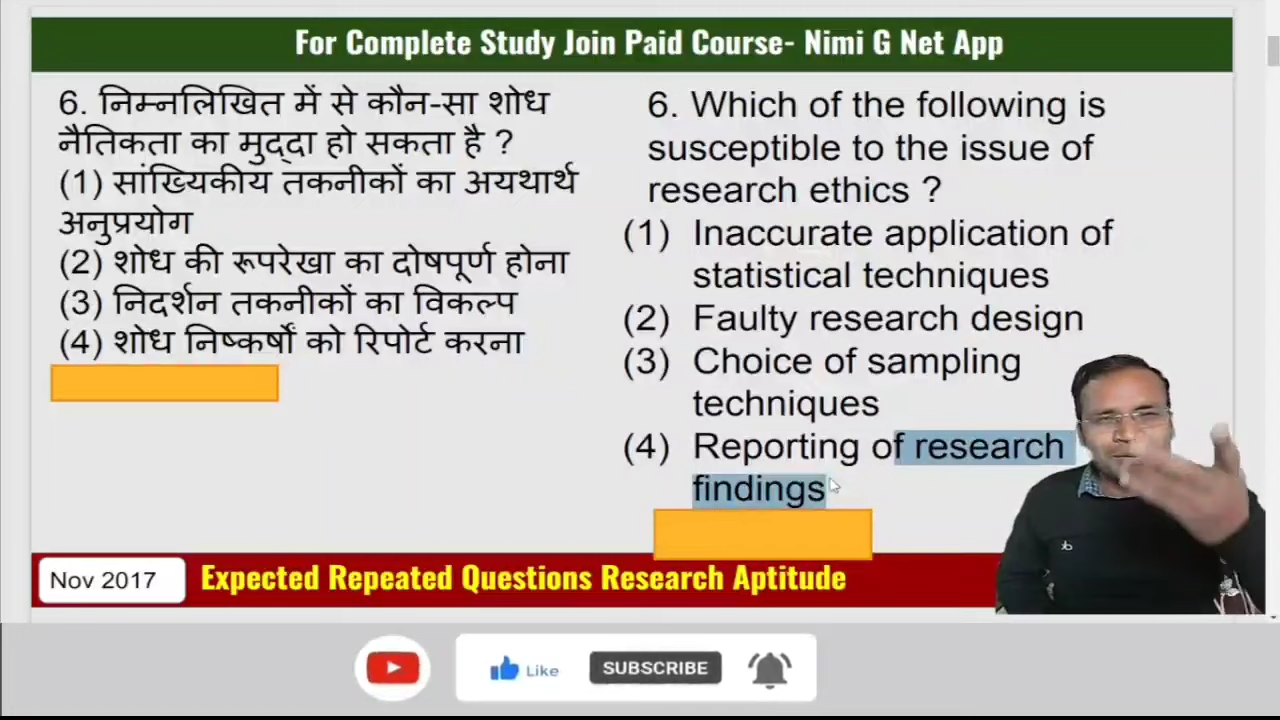 For Complete Study Join Paid Course- Nimi G Net App
6. निम्नलिखित में से कौन-सा शोध
नैतिकता का मुद्दा हो सकता है ?
(1) सांख्यिकीय तकनीकों का अयथार्थ
अनुप्रयोग
(2) शोध की रूपरेखा का दोषपूर्ण होना
(3) निदर्शन तकनीकों का विकल्प
(4) शोध निष्कर्षों को रिपोर्ट करना
6. Which of the following is
susceptible to the issue of
research ethics ?
(1) Inaccurate application of
statistical techniques
(2) Faulty research design
(3) Choice of sampling
techniques
(4) Reporting of research
findings
Nov 2017
Expected Repeated Questions Research Aptitude
Like
SUBSCRIBE